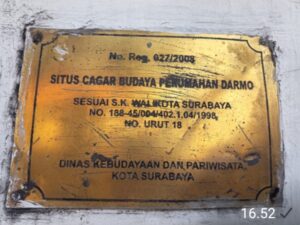 No. Reg. 027/2008
SITUS CAGAR BUDAYA PERUMAHAN DARMO
SESUAI S.K. WALIKOTA SURABAYA
NO. 188-45/004/402.1.04/1998,
NO. URUT 18
DINAS KEBUDAYAAN DAN PARIWISATA
KOTA SURABAYA
16.52